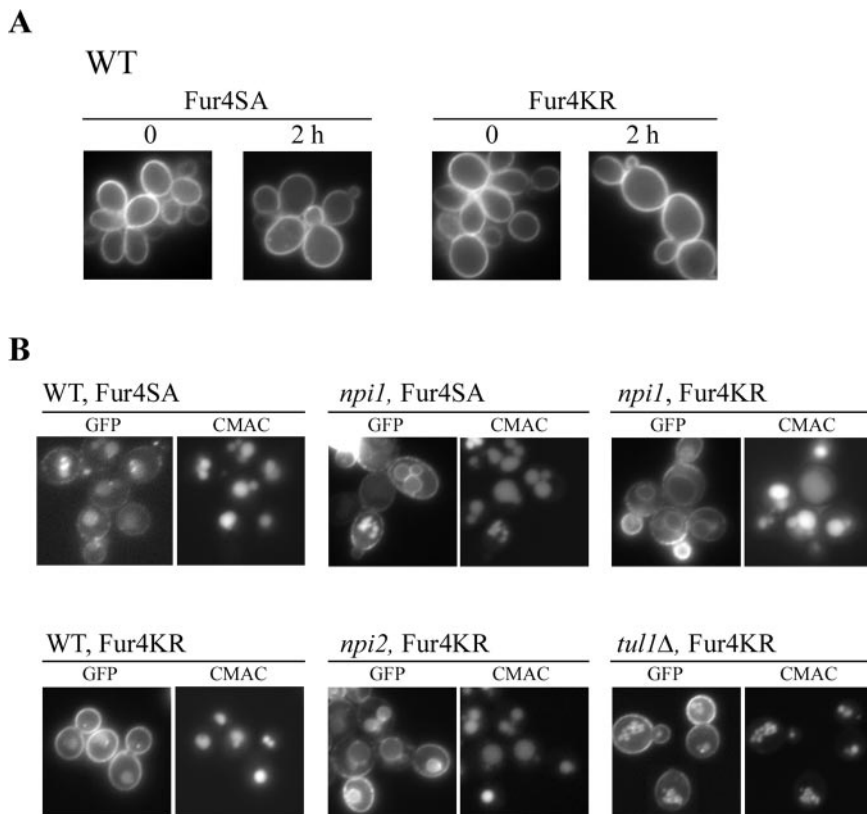 A
WT
Fur4SA Fur4KR
0 2 h 0 2 h
B
WT, Fur4SA npi1, Fur4SA npi1, Fur4KR
GFP CMAC GFP CMAC GFP CMAC
WT, Fur4KR npi2, Fur4KR tul1Δ, Fur4KR
GFP CMAC GFP CMAC GFP CMAC